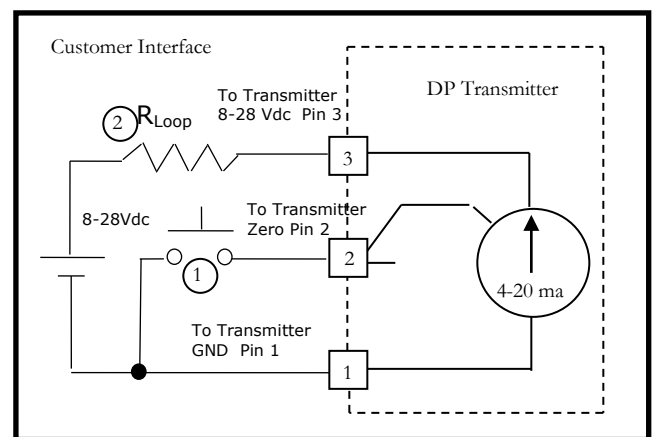 Customer Interface
DP Transmitter
To Transmitter
8-28 Vdc Pin 3
2
RLoop
3
8-28Vdc
To Transmitter
Zero Pin 2
1
2
4-20 ma
To Transmitter
GND Pin 1
1